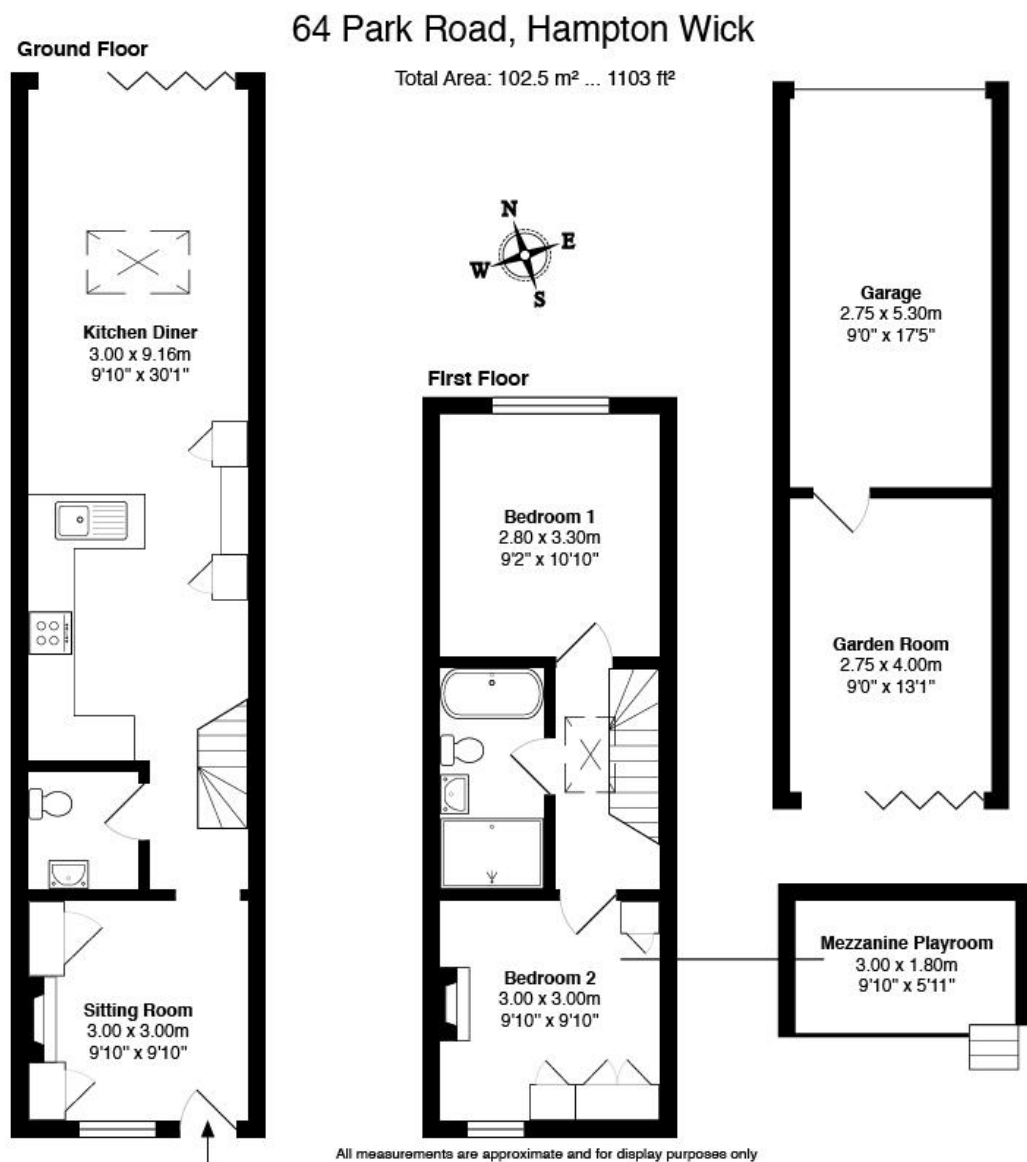 64 Park Road, Hampton Wick
Total Area: 102.5 m² ... 1103 ft²
Ground Floor
Kitchen Diner
3.00 x 9.16m
9'10" x 30'1"
Sitting Room
3.00 x 3.00m
9'10" x 9'10"
N
E
W
S
First Floor
Bedroom 1
2.80 x 3.30m
9'2" x 10'10"
Bedroom 2
3.00 x 3.00m
9'10" x 9'10"
Garage
2.75 x 5.30m
9'0" x 17'5"
Garden Room
2.75 x 4.00m
9'0" x 13'1"
Mezzanine Playroom
3.00 x 1.80m
9'10" x 5'11"
All measurements are approximate and for display purposes only